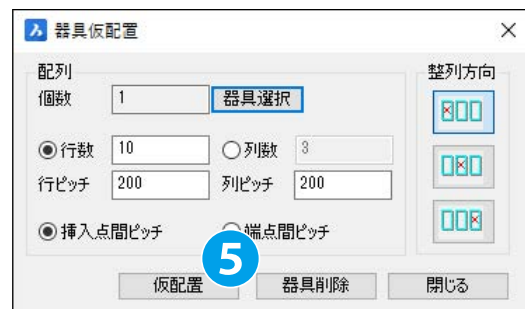 器具仮配置
配列
個数 1 器具選択
行数 10 列数 3
行ピッチ 200 列ピッチ 200
挿入点間ピッチ 端点間ピッチ
整列方向
5
仮配置 器具削除 閉じる